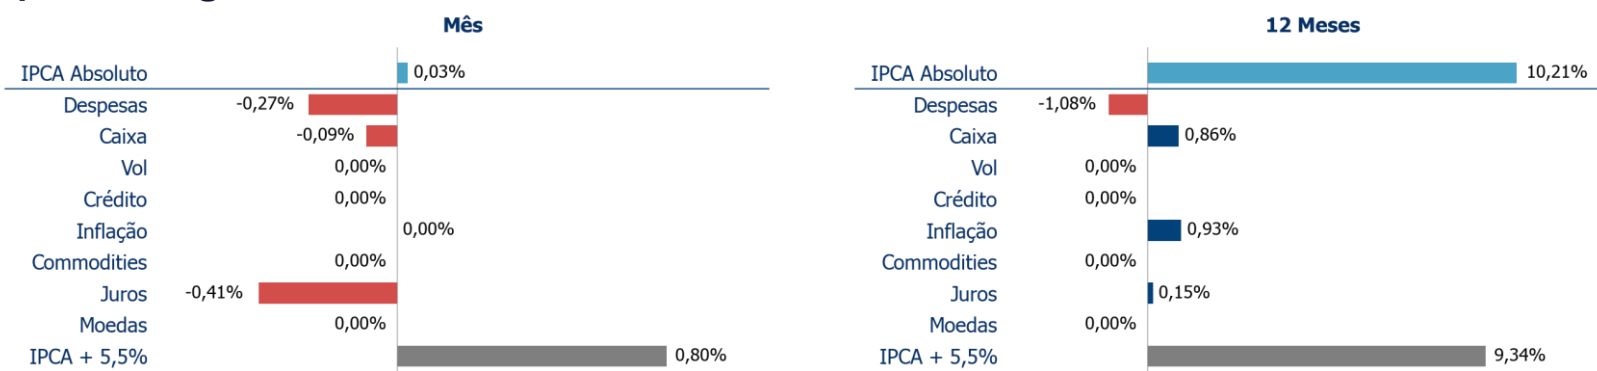 Mês
IPCA Absoluto 0,03%
Despesas -0,27%
Caixa -0,09%
Vol 0,00%
Crédito 0,00%
Inflação 0,00%
Commodities 0,00%
Juros -0,41%
Moedas 0,00%
IPCA + 5,5% 0,80%
12 Meses
IPCA Absoluto 10,21%
Despesas -1,08%
Caixa 0,86%
Vol 0,00%
Crédito 0,00%
Inflação 0,93%
Commodities 0,00%
Juros 0,15%
Moedas 0,00%
IPCA + 5,5% 9,34%